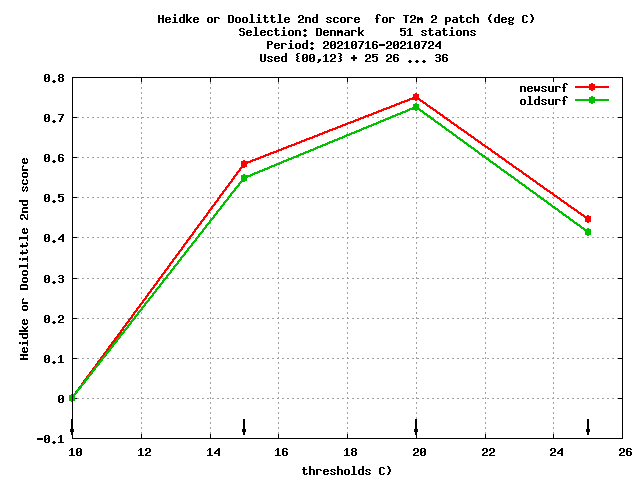 Heidke or Doolittle 2nd score  for T2m 2 patch (deg C)
Selection: Denmark     51 stations
Period: 20210716-20210724
Used {00,12} + 25 26 ... 36
newsurf
oldsurf
Heidke or Doolittle 2nd score
0.8
0.7
0.6
0.5
0.4
0.3
0.2
0.1
0
-0.1
10 12 14 16 18 20 22 24 26
thresholds C)